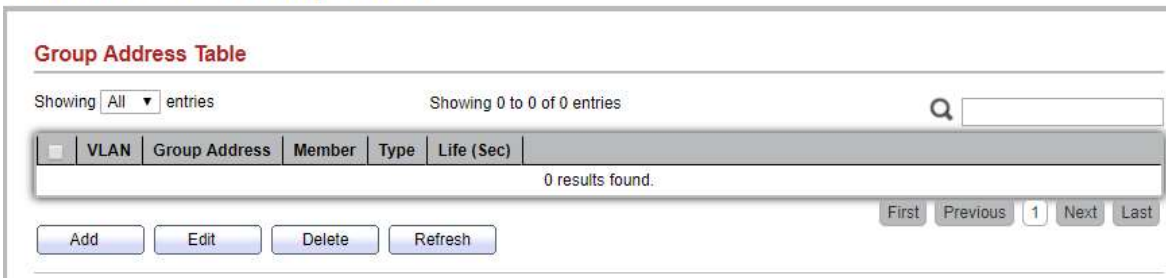 Group Address Table
Showing All entries Showing 0 to 0 of 0 entries
VLAN Group Address Member Type Life (Sec)
0 results found.
First Previous 1 Next Last
Add Edit Delete Refresh